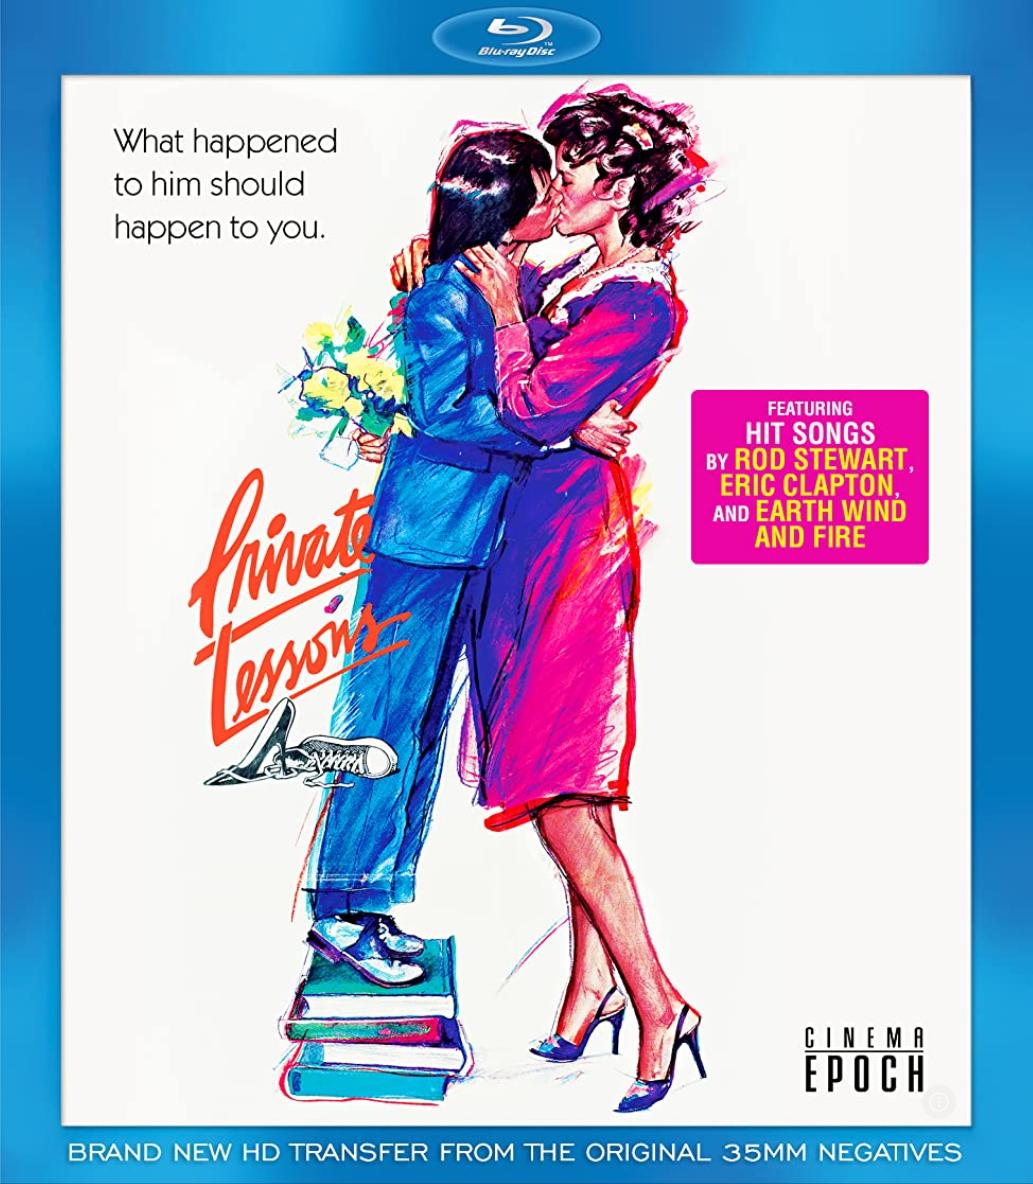 Blu-ray Disc™
What happened
to him should
happen to you.
FEATURING
HIT SONGS
BY ROD STEWART,
ERIC CLAPTON,
AND EARTH WIND
AND FIRE
Private
Lessons
CINEMA
EPOCH
BRAND NEW HD TRANSFER FROM THE ORIGINAL 35MM NEGATIVES